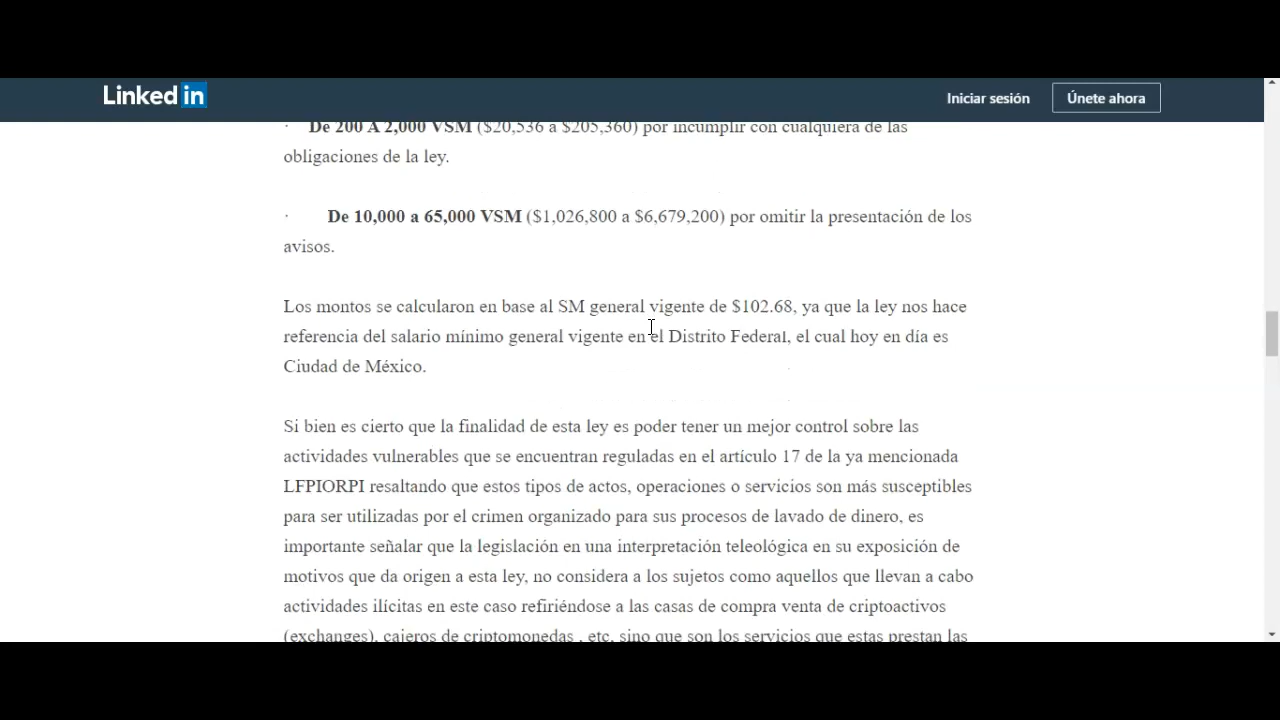 Linked in
Iniciar sesión
Únete ahora
· De 200 A 2,000 VSM ($20,536 a $205,360) por incumplir con cualquiera de las
obligaciones de la ley.
· De 10,000 a 65,000 VSM ($1,026,800 a $6,679,200) por omitir la presentación de los
avisos.
Los montos se calcularon en base al SM general vigente de $102.68, ya que la ley nos hace
referencia del salario mínimo general vigente en el Distrito Federal, el cual hoy en día es
Ciudad de México.
Si bien es cierto que la finalidad de esta ley es poder tener un mejor control sobre las
actividades vulnerables que se encuentran reguladas en el artículo 17 de la ya mencionada
LFPIORPI resaltando que estos tipos de actos, operaciones o servicios son más susceptibles
para ser utilizadas por el crimen organizado para sus procesos de lavado de dinero, es
importante señalar que la legislación en una interpretación teleológica en su exposición de
motivos que da origen a esta ley, no considera a los sujetos como aquellos que llevan a cabo
actividades ilícitas en este caso refiriéndose a las casas de compra venta de criptoactivos
(exchanges), cajeros de criptomonedas , etc, sino que son los servicios que estas prestan las